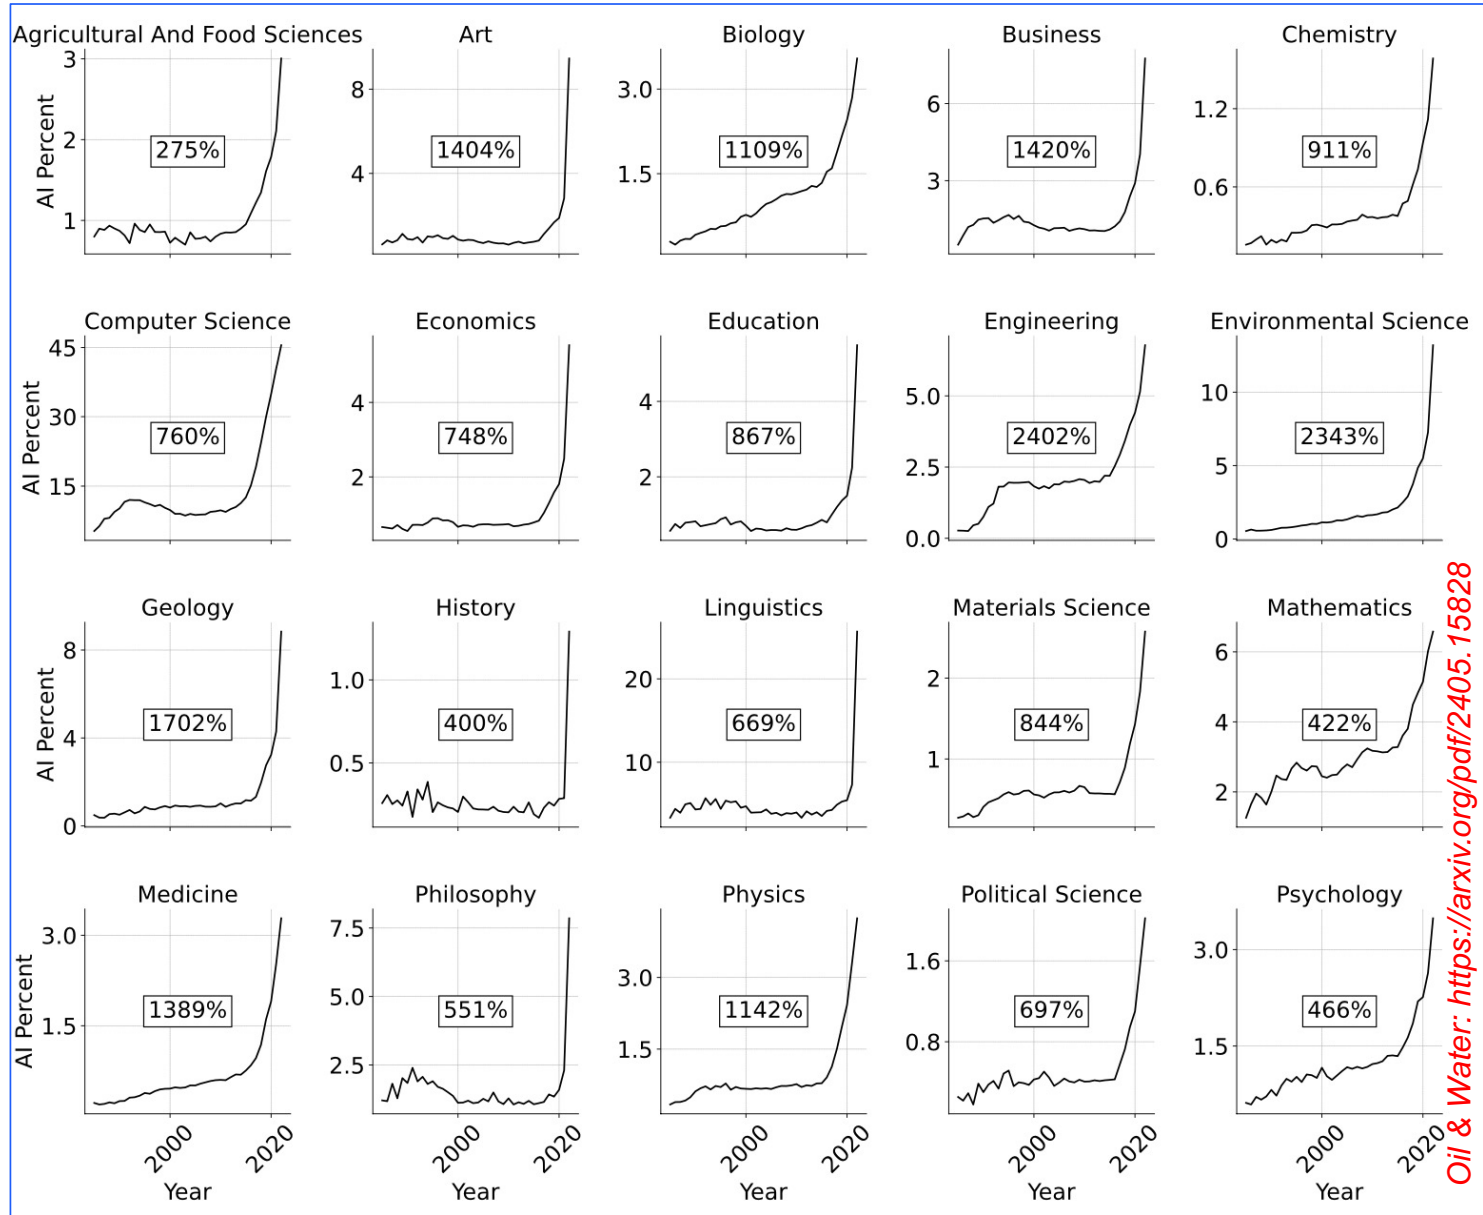 Agricultural And Food Sciences
3
2
1
AI Percent
275%
Art
8
4
1404%
Biology
3.0
1.5
1109%
Business
6
3
1420%
Chemistry
1.2
0.6
911%
Computer Science
45
30
15
AI Percent
760%
Economics
4
2
748%
Education
4
2
867%
Engineering
5.0
2.5
0.0
2402%
Environmental Science
10
5
0
2343%
Geology
8
4
0
AI Percent
1702%
History
1.0
0.5
400%
Linguistics
20
10
669%
Materials Science
2
1
844%
Mathematics
6
4
2
422%
Medicine
3.0
1.5
AI Percent
1389%
2000
2020
Year
Philosophy
7.5
5.0
2.5
551%
2000
2020
Year
Physics
3.0
1.5
1142%
2000
2020
Year
Political Science
1.6
0.8
697%
2000
2020
Year
Psychology
3.0
1.5
466%
2000
2020
Year
Oil & Water: https://arxiv.org/pdf/2405.15828